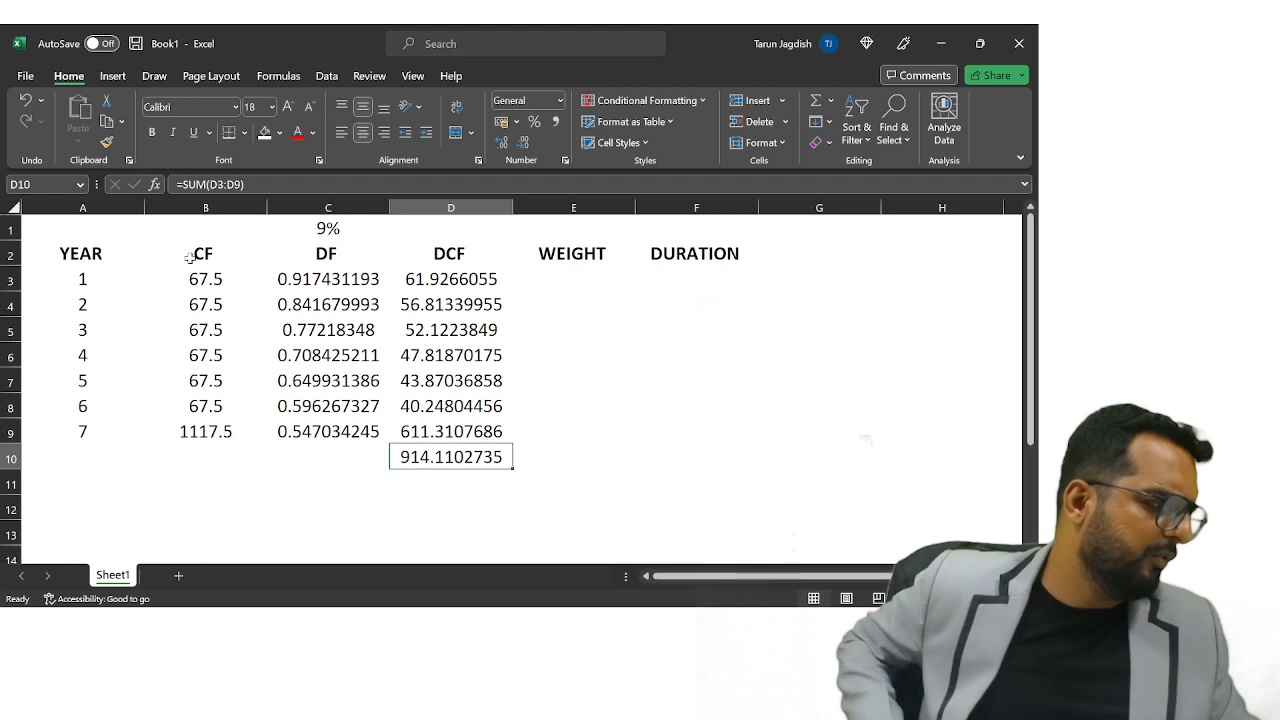 AutoSave Off Book1 - Excel Search Tarun Jagdish TJ
File Home Insert Draw Page Layout Formulas Data Review View Help Comments Share
Paste Calibri 18 General Conditional Formatting Insert Sort & Filter Find & Select Analyze Data
B I U A Format as Table Delete
Cell Styles Format
Undo Clipboard Font Alignment Number Styles Cells Editing Analysis
D10 fx =SUM(D3:D9)
A B C D E F G H
1 9%
2 YEAR CF DF DCF WEIGHT DURATION
3 1 67.5 0.917431193 61.9266055
4 2 67.5 0.841679993 56.81339955
5 3 67.5 0.77218348 52.1223849
6 4 67.5 0.708425211 47.81870175
7 5 67.5 0.649931386 43.87036858
8 6 67.5 0.596267327 40.24804456
9 7 1117.5 0.547034245 611.3107686
10 914.1102735
11
12
13
14
Sheet1
Ready Accessibility: Good to go